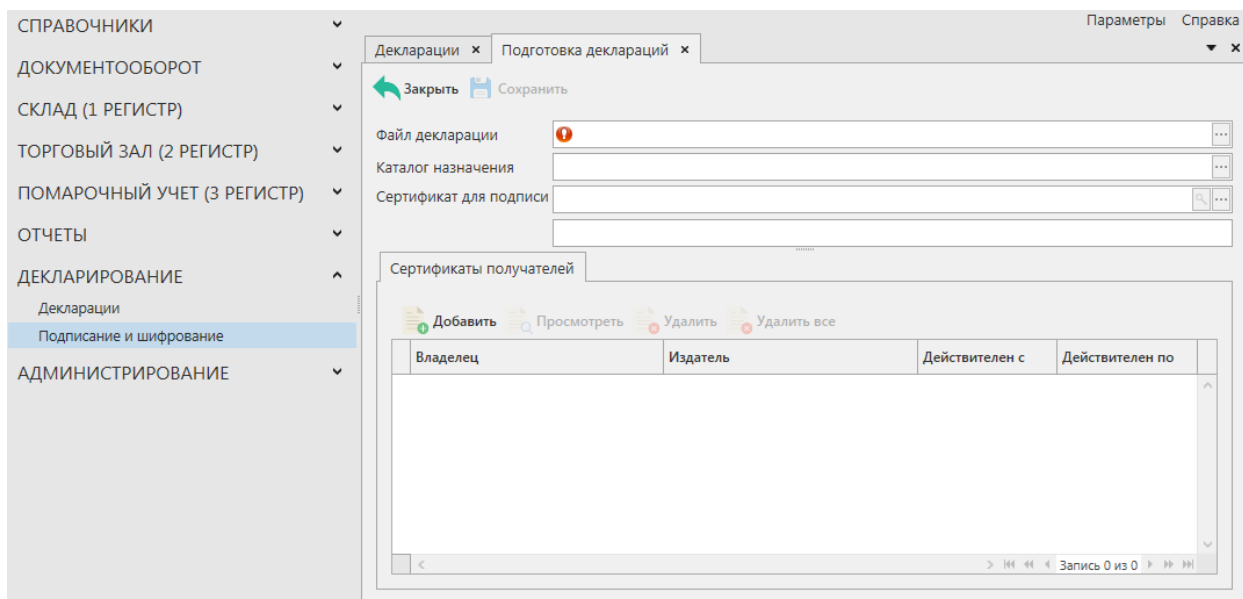 СПРАВОЧНИКИ
ДОКУМЕНТООБОРОТ
СКЛАД (1 РЕГИСТР)
ТОРГОВЫЙ ЗАЛ (2 РЕГИСТР)
ПОМАРОЧНЫЙ УЧЕТ (3 РЕГИСТР)
ОТЧЕТЫ
ДЕКЛАРИРОВАНИЕ
Декларации
Подписание и шифрование
АДМИНИСТРИРОВАНИЕ
Параметры Справка
Декларации Подготовка деклараций
Закрыть Сохранить
Файл декларации
Каталог назначения
Сертификат для подписи
Сертификаты получателей
Добавить Просмотреть Удалить Удалить все
Владелец Издатель Действителен с Действителен по
Запись 0 из 0